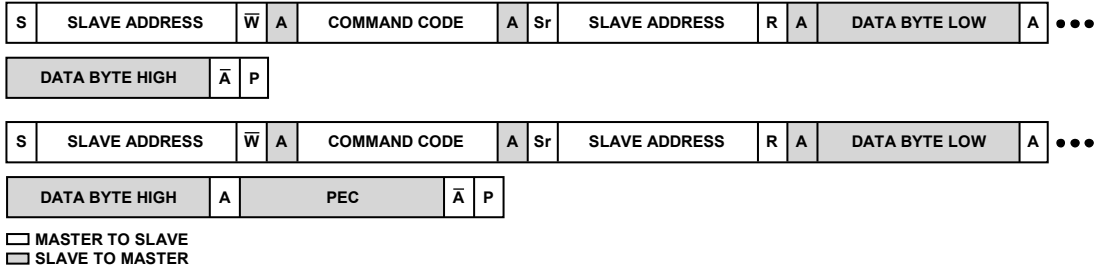 S SLAVE ADDRESS W̅ A COMMAND CODE A Sr SLAVE ADDRESS R A DATA BYTE LOW A •••
DATA BYTE HIGH A̅ P
S SLAVE ADDRESS W̅ A COMMAND CODE A Sr SLAVE ADDRESS R A DATA BYTE LOW A •••
DATA BYTE HIGH A PEC A̅ P
MASTER TO SLAVE
SLAVE TO MASTER